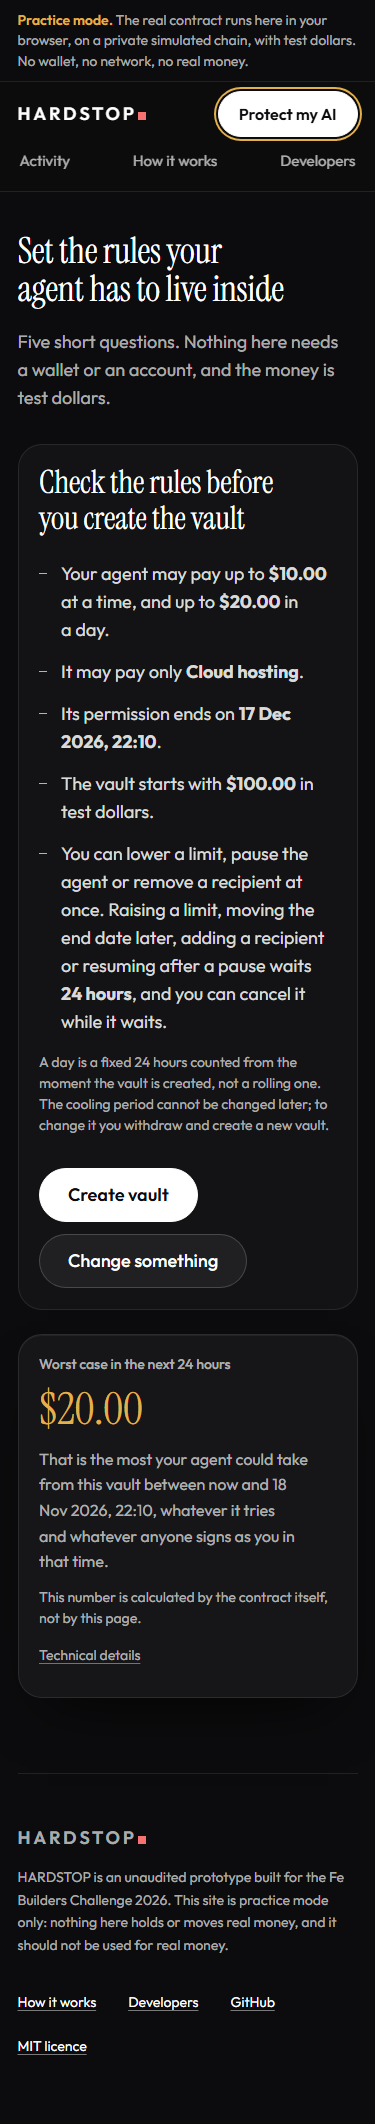 Practice mode. The real contract runs here in your
browser, on a private simulated chain, with test dollars.
No wallet, no network, no real money.
HARDSTOP
Protect my AI
Activity
How it works
Developers
Set the rules your
agent has to live inside
Five short questions. Nothing here needs
a wallet or an account, and the money is
test dollars.
Check the rules before
you create the vault
– Your agent may pay up to $10.00
at a time, and up to $20.00 in
a day.
– It may pay only Cloud hosting.
– Its permission ends on 17 Dec
2026, 22:10.
– The vault starts with $100.00 in
test dollars.
– You can lower a limit, pause the
agent or remove a recipient at
once. Raising a limit, moving the
end date later, adding a recipient
or resuming after a pause waits
24 hours, and you can cancel it
while it waits.
A day is a fixed 24 hours counted from the
moment the vault is created, not a rolling one.
The cooling period cannot be changed later; to
change it you withdraw and create a new vault.
Create vault
Change something
Worst case in the next 24 hours
$20.00
That is the most your agent could take
from this vault between now and 18
Nov 2026, 22:10, whatever it tries
and whatever anyone signs as you in
that time.
This number is calculated by the contract itself,
not by this page.
Technical details
HARDSTOP
HARDSTOP is an unaudited prototype built for the Fe
Builders Challenge 2026. This site is practice mode
only: nothing here holds or moves real money, and it
should not be used for real money.
How it works
Developers
GitHub
MIT licence